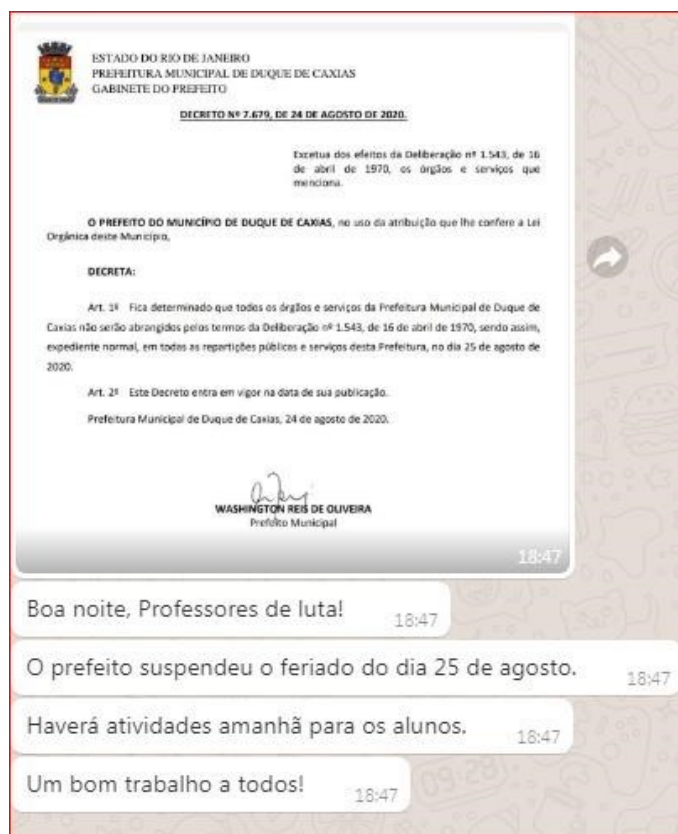 ESTADO DO RIO DE JANEIRO
PREFEITURA MUNICIPAL DE DUQUE DE CAXIAS
GABINETE DO PREFEITO
DECRETO Nº 7.679, DE 24 DE AGOSTO DE 2020.
Excetua dos efeitos da Deliberação nº 1.543, de 16
de abril de 1970, os órgãos e serviços que
menciona.
O PREFEITO DO MUNICÍPIO DE DUQUE DE CAXIAS, no uso da atribuição que lhe confere a Lei
Orgânica deste Município,
DECRETA:
Art. 1º Fica determinado que todos os órgãos e serviços da Prefeitura Municipal de Duque de
Caxias não serão abrangidos pelos termos da Deliberação nº 1.543, de 16 de abril de 1970, sendo assim,
expediente normal, em todas as repartições públicas e serviços desta Prefeitura, no dia 25 de agosto de
2020.
Art. 2º Este Decreto entra em vigor na data de sua publicação.
Prefeitura Municipal de Duque de Caxias, 24 de agosto de 2020.
WASHINGTON REIS DE OLIVEIRA
Prefeito Municipal
18:47
Boa noite, Professores de luta! 18:47
O prefeito suspendeu o feriado do dia 25 de agosto. 18:47
Haverá atividades amanhã para os alunos. 18:47
Um bom trabalho a todos! 18:47